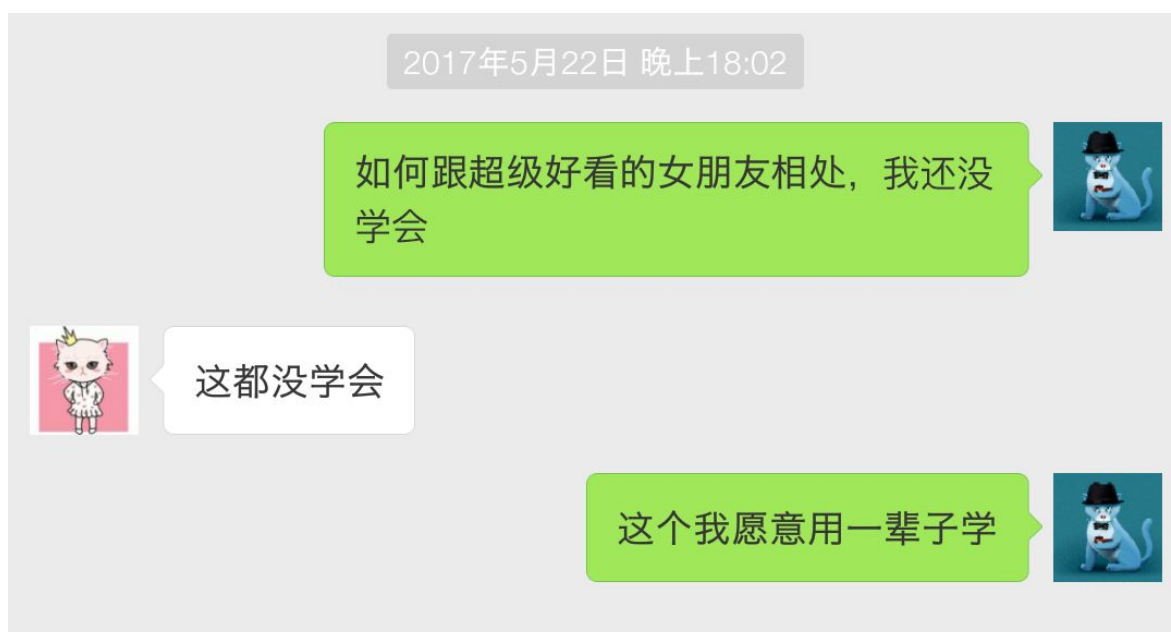 2017年5月22日 晚上18:02
如何跟超级好看的女朋友相处，我还没
学会
这都没学会
这个我愿意用一辈子学